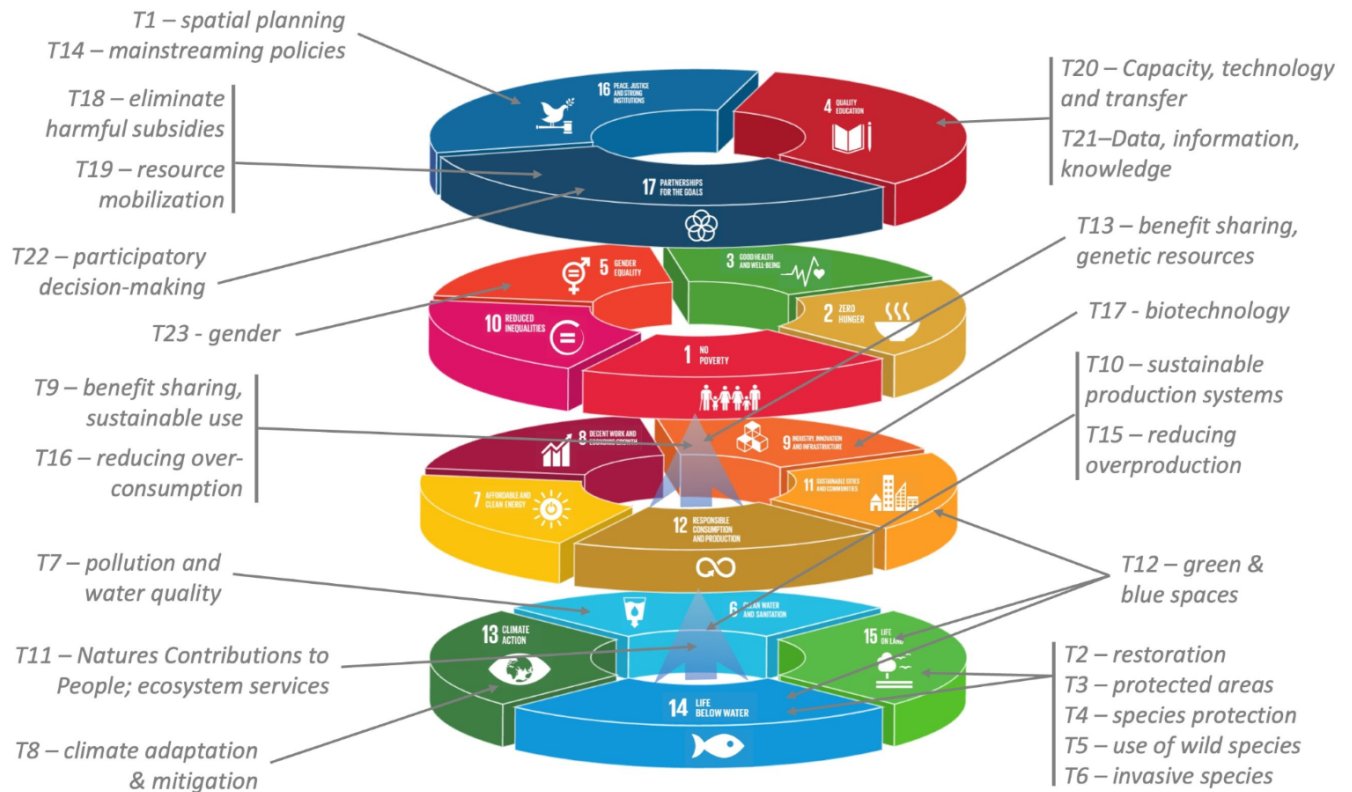 T1 – spatial planning
T14 – mainstreaming policies
T18 – eliminate
harmful subsidies
T19 – resource
mobilization
T22 – participatory
decision-making
T23 - gender
T9 – benefit sharing,
sustainable use
T16 – reducing over-
consumption
T7 – pollution and
water quality
T11 – Natures Contributions to
People; ecosystem services
T8 – climate adaptation
& mitigation
16 PEACE, JUSTICE
AND STRONG
INSTITUTIONS
4 QUALITY
EDUCATION
17 PARTNERSHIPS
FOR THE GOALS
5 GENDER
EQUALITY
3 GOOD HEALTH
AND WELL-BEING
10 REDUCED
INEQUALITIES
2 ZERO
HUNGER
1 NO
POVERTY
8 DECENT WORK AND
ECONOMIC GROWTH
9 INDUSTRY, INNOVATION
AND INFRASTRUCTURE
7 AFFORDABLE AND
CLEAN ENERGY
11 SUSTAINABLE CITIES
AND COMMUNITIES
12 RESPONSIBLE
CONSUMPTION
AND PRODUCTION
6 CLEAN WATER
AND SANITATION
13 CLIMATE
ACTION
15 LIFE
ON LAND
14 LIFE
BELOW WATER
T20 – Capacity, technology
and transfer
T21–Data, information,
knowledge
T13 – benefit sharing,
genetic resources
T17 - biotechnology
T10 – sustainable
production systems
T15 – reducing
overproduction
T12 – green &
blue spaces
T2 – restoration
T3 – protected areas
T4 – species protection
T5 – use of wild species
T6 – invasive species